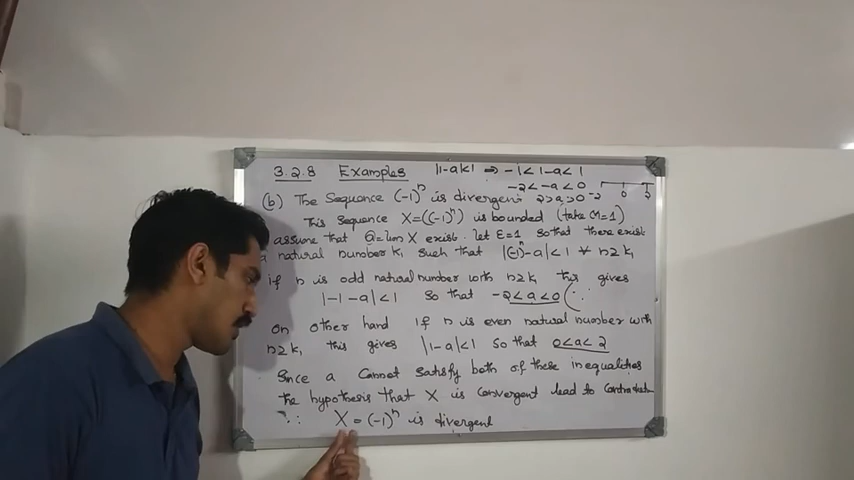 3.2.8 Examples |1-a|<1 ⇒ -1<1-a<1
-2<-a<0
(b) The Sequence (-1)ⁿ is divergent 2>a>0 -2 0 2
This sequence X=((-1)ⁿ) is bounded (take M=1)
assume that a=lim X exist. let ε=1 so that there exist
a natural number k₁ such that |(-1)ⁿ-a|<1 ∀ n≥k₁
if n is odd natural number with n≥k₁ this gives
|-1-a|<1 so that -2<a<0 (∵
on other hand if n is even natural number with
n≥k₁ this gives |1-a|<1 so that 0<a<2
Since a cannot satisfy both of these inequalities
the hypothesis that X is convergent lead to
∴ X=(-1)ⁿ is divergent